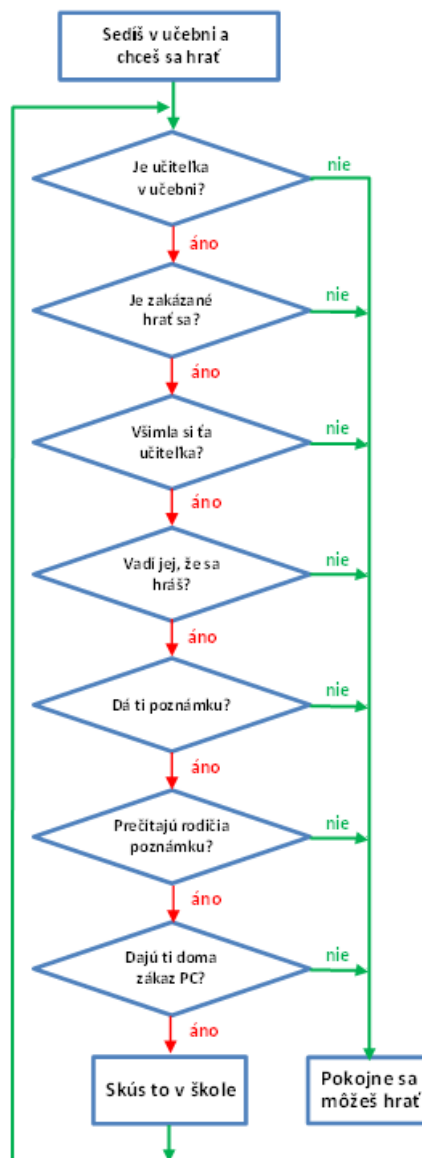 Sedíš v učebni a
chceš sa hrať
Je učiteľka
v učebni?
nie
áno
Je zakázané
hrať sa?
nie
áno
Všimla si ťa
učiteľka?
nie
áno
Vadí jej, že sa
hráš?
nie
áno
Dá ti poznámku?
nie
áno
Prečítajú rodičia
poznámku?
nie
áno
Dajú ti doma
zákaz PC?
nie
áno
Skús to v škole
Pokojne sa
môžeš hrať